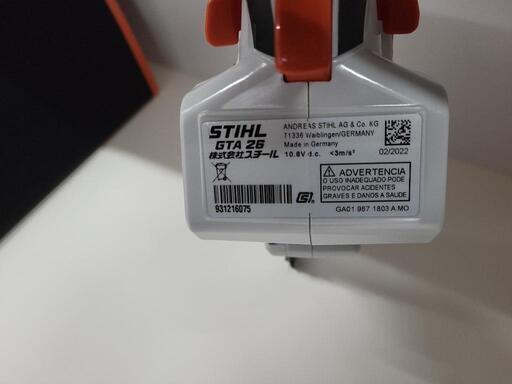 STIHL
GTA 26
株式会社スチール
ANDREAS STIHL AG & Co. KG
71336 Waiblingen/GERMANY
Made in Germany
10.8V d.c. <3m/s²
02/2022
931216075
ADVERTENCIA
O USO INADEQUADO PODE
PROVOCAR ACIDENTES
GRAVES E DANOS A SAUDE
GA01 967 1803 A MO